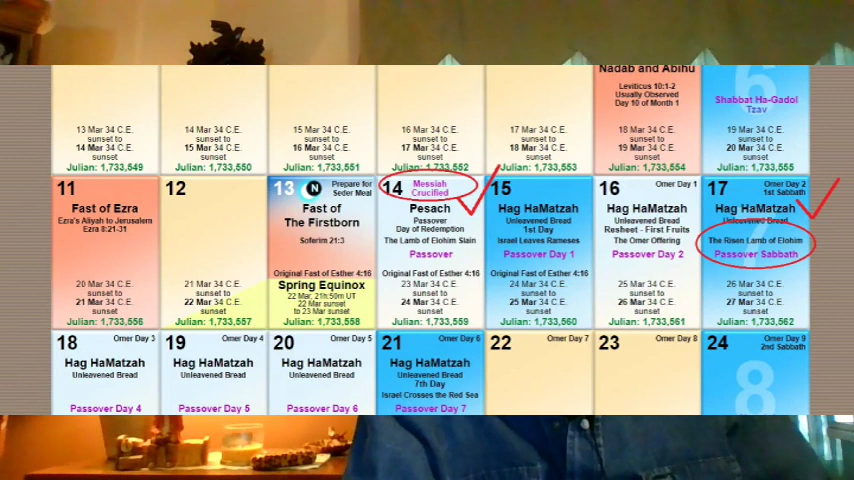 Nadab and Abihu
Leviticus 10:1-2
Usually Observed
Day 10 of Month 1
6
Shabbat Ha-Gadol
Tzav
13 Mar 34 C.E.
sunset to
14 Mar 34 C.E.
sunset
Julian: 1,733,549
14 Mar 34 C.E.
sunset to
15 Mar 34 C.E.
sunset
Julian: 1,733,550
15 Mar 34 C.E.
sunset to
16 Mar 34 C.E.
sunset
Julian: 1,733,551
16 Mar 34 C.E.
sunset to
17 Mar 34 C.E.
sunset
Julian: 1,733,552
17 Mar 34 C.E.
sunset to
18 Mar 34 C.E.
sunset
Julian: 1,733,553
18 Mar 34 C.E.
sunset to
19 Mar 34 C.E.
sunset
Julian: 1,733,554
19 Mar 34 C.E.
sunset to
20 Mar 34 C.E.
sunset
Julian: 1,733,555
11
Fast of Ezra
Ezra's Aliyah to Jerusalem
Ezra 8:21-31
20 Mar 34 C.E.
sunset to
21 Mar 34 C.E.
sunset
Julian: 1,733,556
12
21 Mar 34 C.E.
sunset to
22 Mar 34 C.E.
sunset
Julian: 1,733,557
13 N Prepare for
Seder Meal
Fast of
The Firstborn
Soferim 21:3
Original Fast of Esther 4:16
Spring Equinox
22 Mar, 21h:50m UT
22 Mar sunset
to 23 Mar sunset
Julian: 1,733,558
14 Messiah
Crucified
Pesach
Passover
Day of Redemption
The Lamb of Elohim Slain
Passover
Original Fast of Esther 4:16
23 Mar 34 C.E.
sunset to
24 Mar 34 C.E.
sunset
Julian: 1,733,559
15
Hag HaMatzah
Unleavened Bread
1st Day
Israel Leaves Rameses
Passover Day 1
Original Fast of Esther 4:16
24 Mar 34 C.E.
sunset to
25 Mar 34 C.E.
sunset
Julian: 1,733,560
16 Omer Day 1
Hag HaMatzah
Unleavened Bread
Resheet - First Fruits
The Omer Offering
Passover Day 2
25 Mar 34 C.E.
sunset to
26 Mar 34 C.E.
sunset
Julian: 1,733,561
17 Omer Day 2
1st Sabbath
Hag HaMatzah
Unleavened Bread
7
The Risen Lamb of Elohim
Passover Sabbath
26 Mar 34 C.E.
sunset to
27 Mar 34 C.E.
sunset
Julian: 1,733,562
18 Omer Day 3
Hag HaMatzah
Unleavened Bread
Passover Day 4
19 Omer Day 4
Hag HaMatzah
Unleavened Bread
Passover Day 5
20 Omer Day 5
Hag HaMatzah
Unleavened Bread
Passover Day 6
21 Omer Day 6
Hag HaMatzah
Unleavened Bread
7th Day
Israel Crosses the Red Sea
Passover Day 7
22 Omer Day 7
23 Omer Day 8
24 Omer Day 9
2nd Sabbath
8